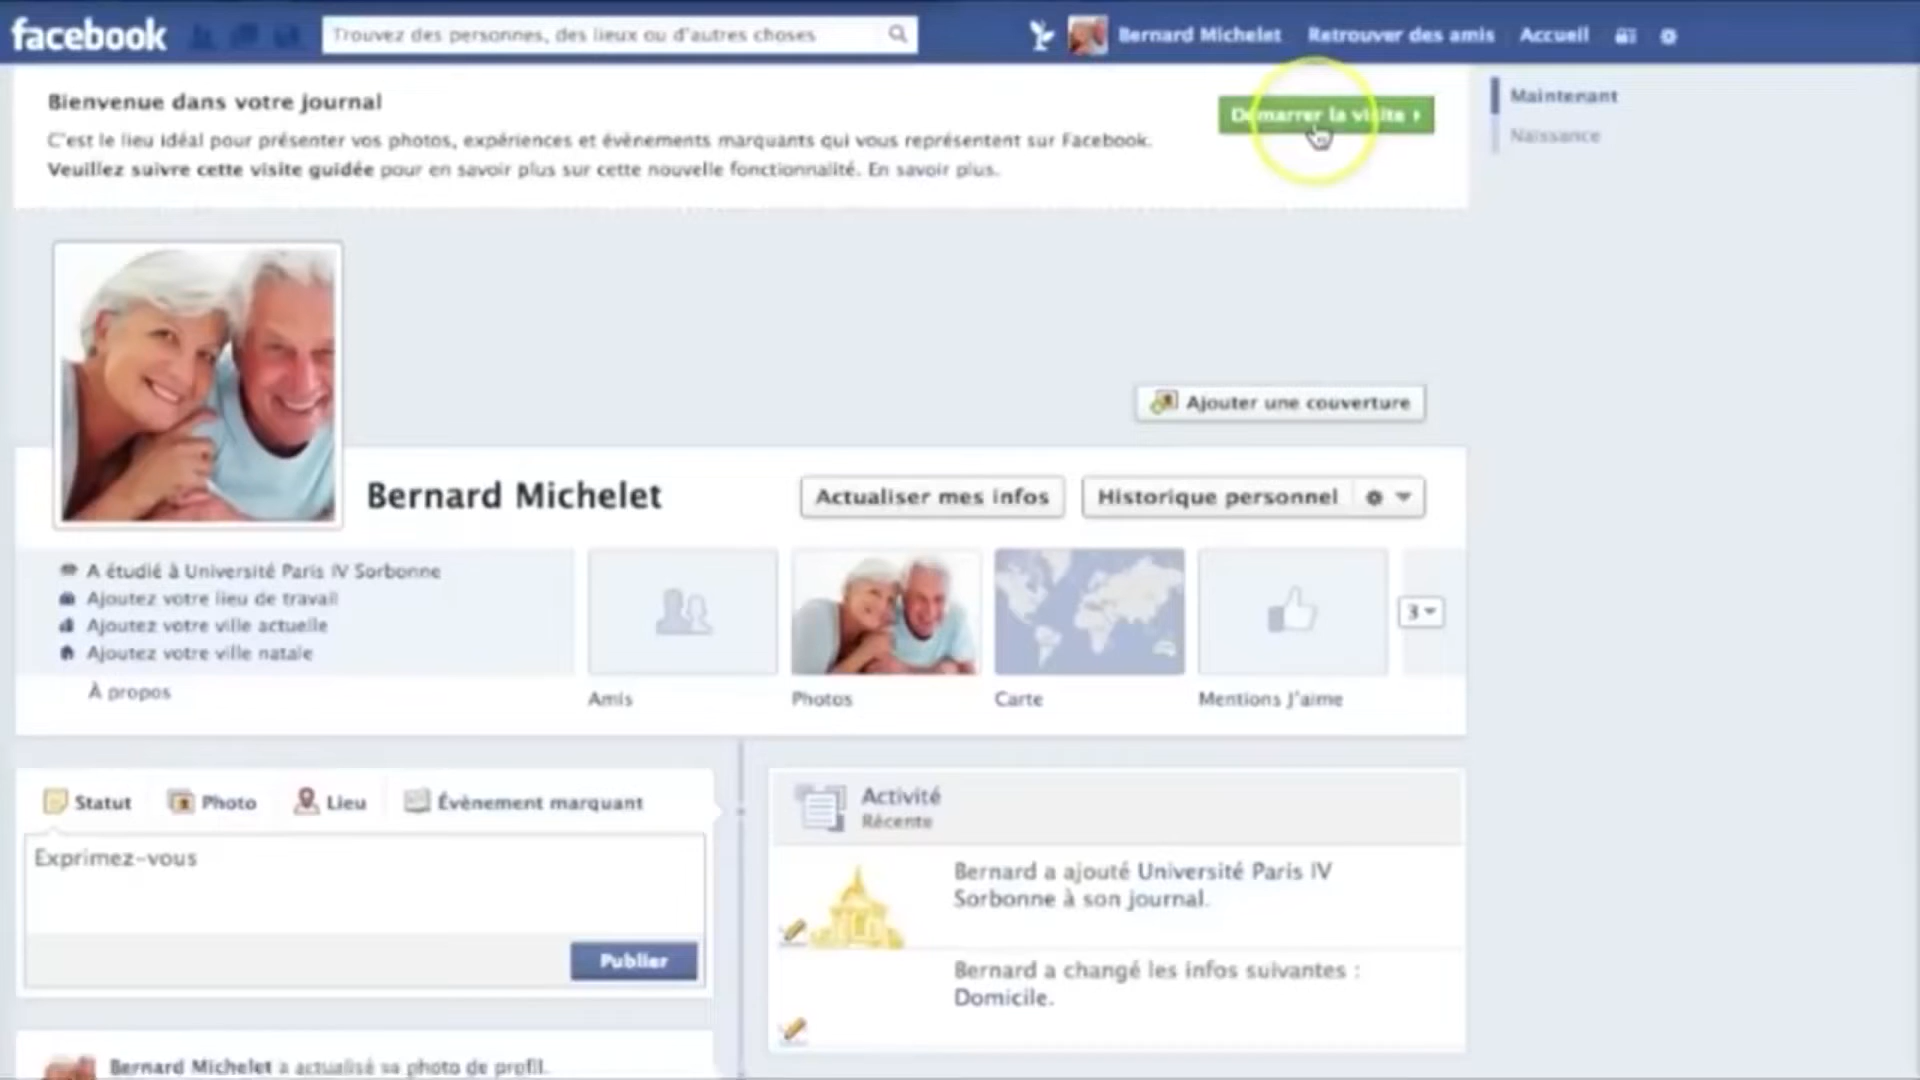 facebook
Trouvez des personnes, des lieux ou d'autres choses
Bernard Michelet
Retrouver des amis
Accueil
Bienvenue dans votre journal
C'est le lieu idéal pour présenter vos photos, expériences et évènements marquants qui vous représentent sur Facebook.
Veuillez suivre cette visite guidée pour en savoir plus sur cette nouvelle fonctionnalité. En savoir plus.
Démarrer la visite
Maintenant
Naissance
Ajouter une couverture
Bernard Michelet
Actualiser mes infos
Historique personnel
A étudié à Université Paris IV Sorbonne
Ajoutez votre lieu de travail
Ajoutez votre ville actuelle
Ajoutez votre ville natale
À propos
Amis
Photos
Carte
Mentions J'aime
3
Statut
Photo
Lieu
Évènement marquant
Exprimez-vous
Publier
Activité
Récente
Bernard a ajouté Université Paris IV
Sorbonne à son journal.
Bernard a changé les infos suivantes :
Domicile.
Bernard Michelet a actualisé sa photo de profil.